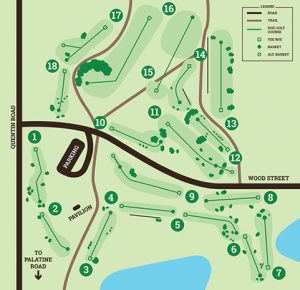 LEGEND
ROAD
TRAIL
DISC GOLF
COURSE
TEE BOX
BASKET
ALT. BASKET
17
16
14
18
15
11
13
10
12
QUENTIN ROAD
1
PARKING
WOOD STREET
9
8
4
2
PAVILION
5
6
3
7
TO
PALATINE
ROAD